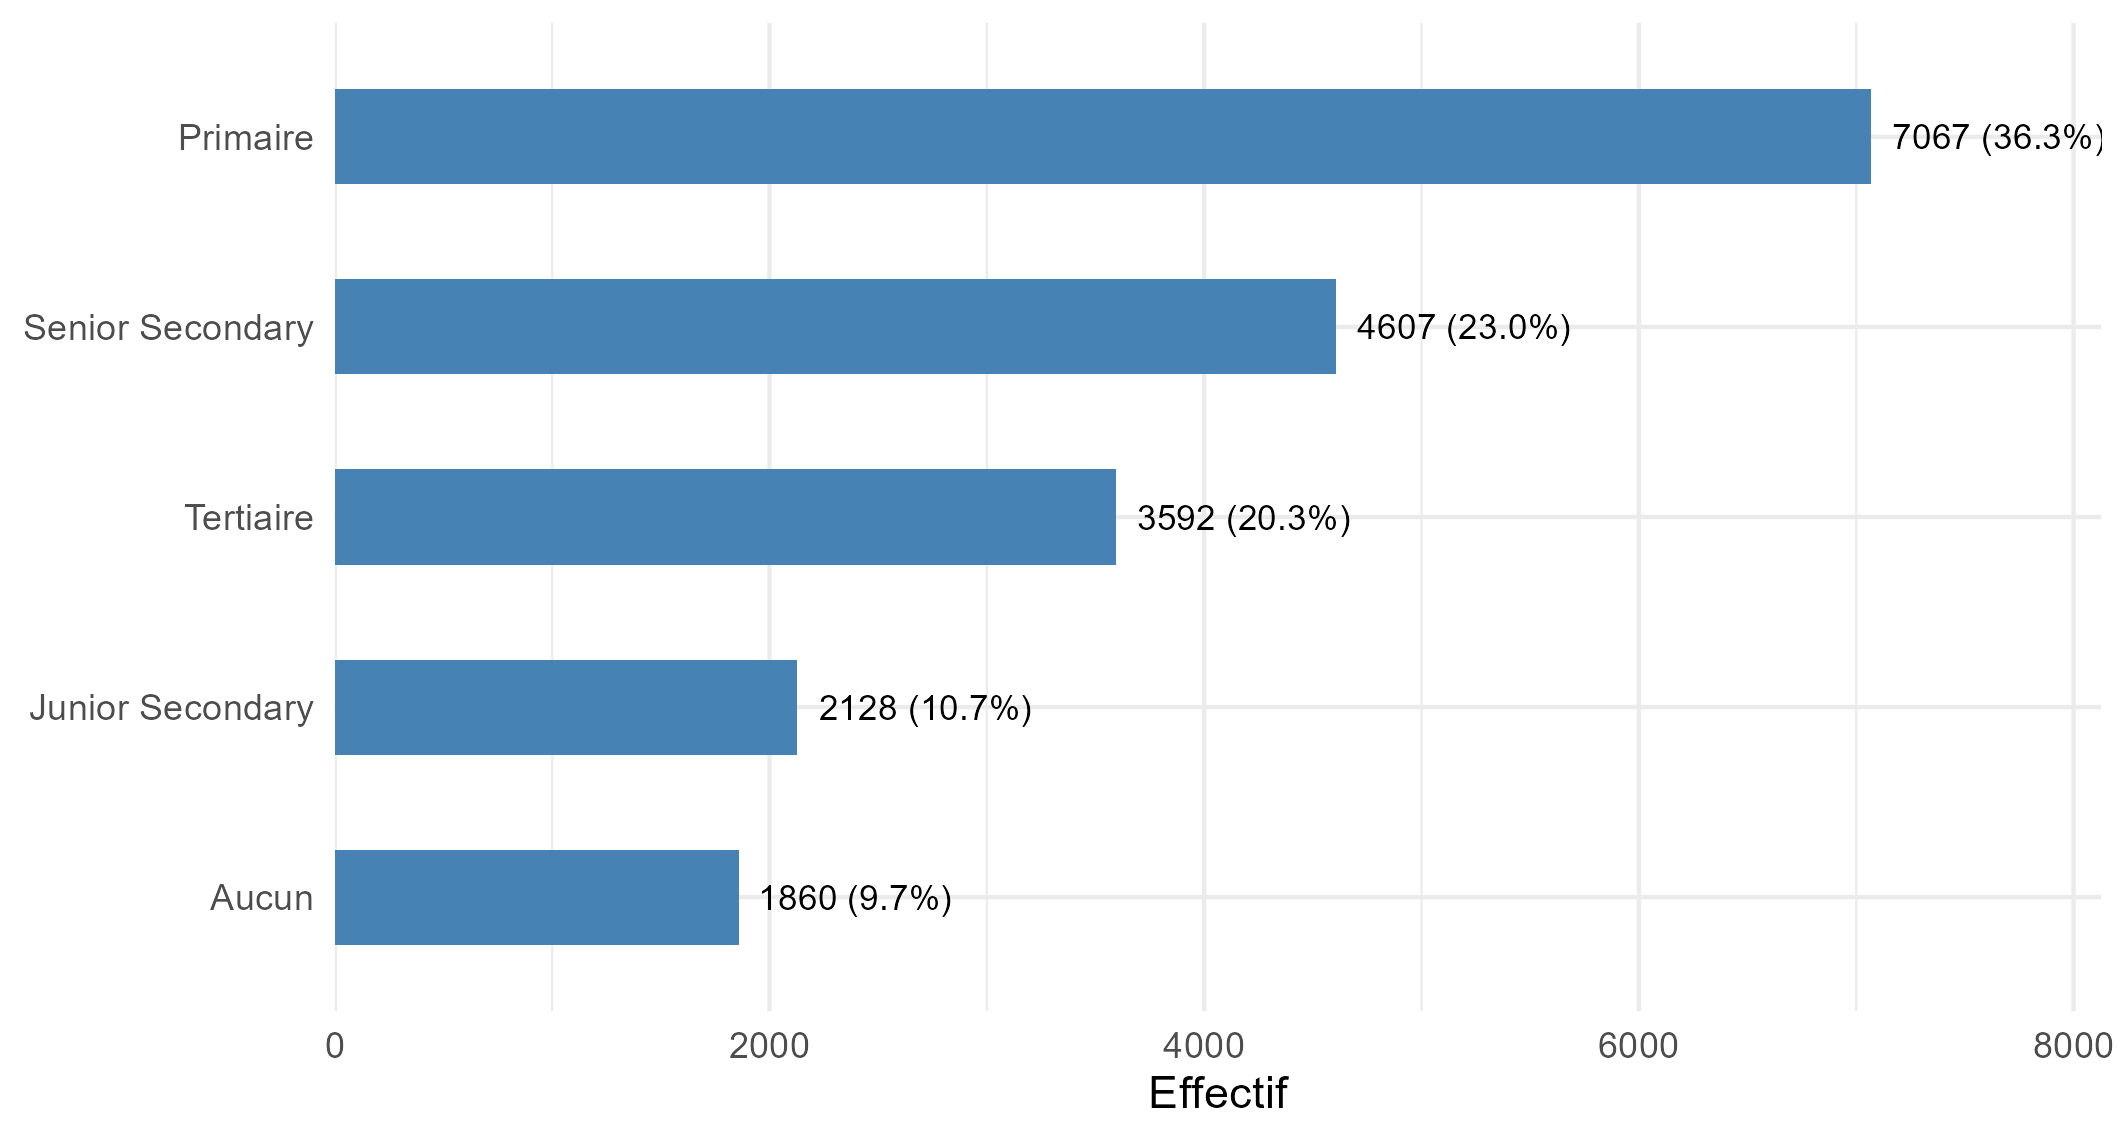 Primaire 7067 (36.3%)
Senior Secondary 4607 (23.0%)
Tertiaire 3592 (20.3%)
Junior Secondary 2128 (10.7%)
Aucun 1860 (9.7%)
0 2000 4000 6000 8000
Effectif